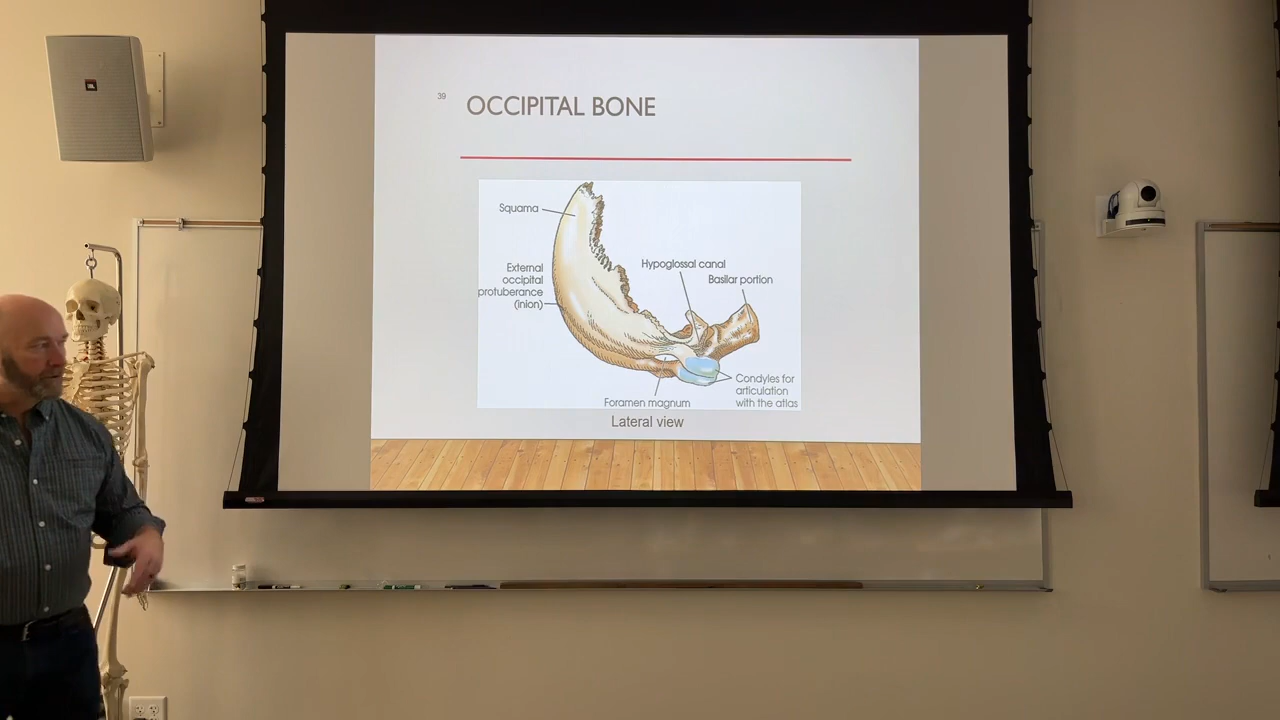 JBL
39
OCCIPITAL BONE
Squama
External
occipital
protuberance
(inion)
Hypoglossal canal
Basilar portion
Foramen magnum
Condyles for
articulation
with the atlas
Lateral view